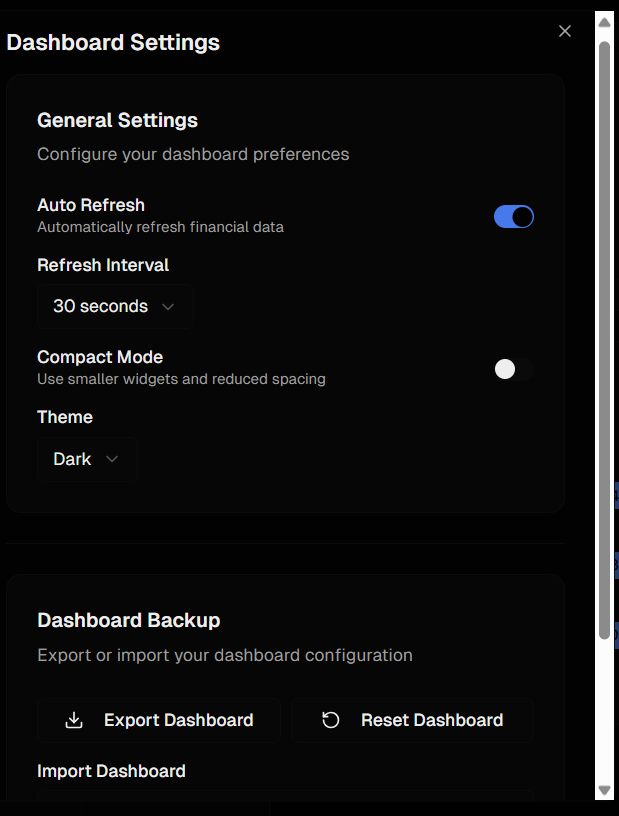 Dashboard Settings
General Settings
Configure your dashboard preferences
Auto Refresh
Automatically refresh financial data
Refresh Interval
30 seconds
Compact Mode
Use smaller widgets and reduced spacing
Theme
Dark
Dashboard Backup
Export or import your dashboard configuration
Export Dashboard Reset Dashboard
Import Dashboard